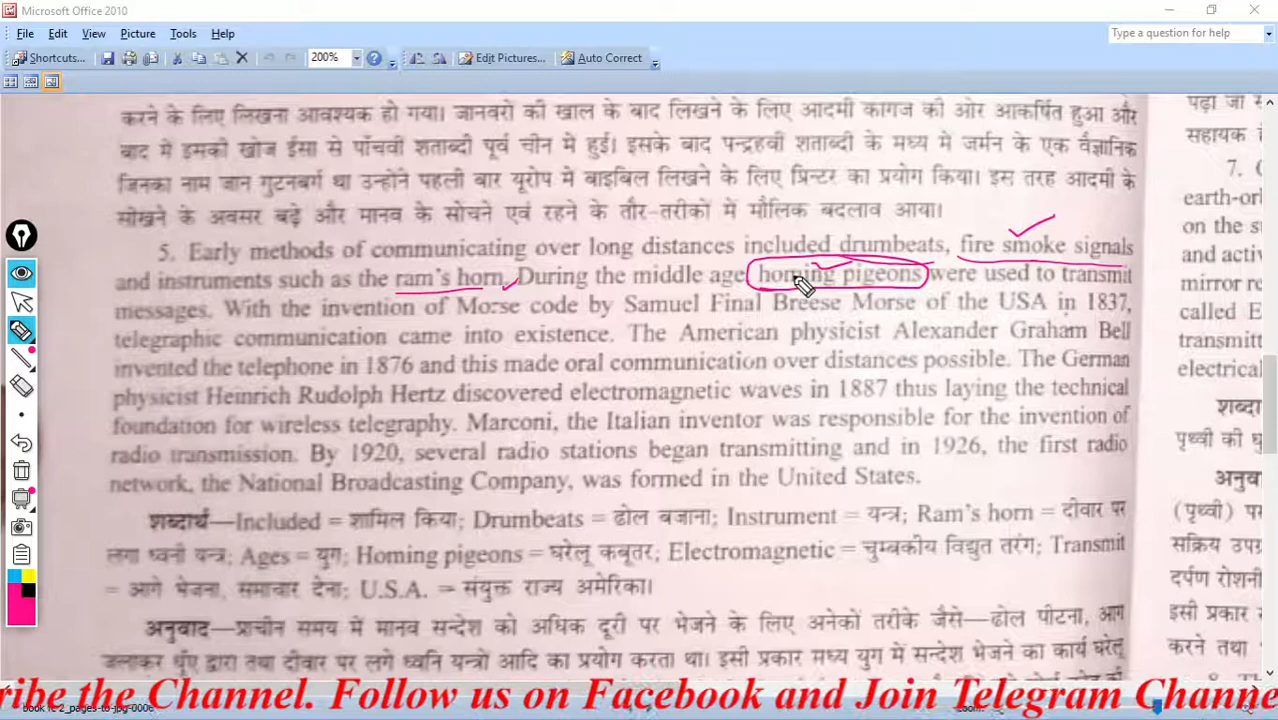 Microsoft Office 2010
File Edit View Picture Tools Help
Type a question for help
Shortcuts... 200% Edit Pictures... Auto Correct
करने के लिए लिखना आवश्यक हो गया। जानवरों की खाल के बाद लिखने के लिए आदमी कागज की ओर आकर्षित हुआ और
बाद में इसकी खोज ईसा से पाँचवी शताब्दी पूर्व चीन में हुई। इसके बाद पन्द्रहवी शताब्दी के मध्य में जर्मन के एक वैज्ञानिक
जिनका नाम जान गुटनबर्ग था उन्होंने पहली बार यूरोप में बाइबिल लिखने के लिए प्रिन्टर का प्रयोग किया। इस तरह आदमी के
सीखने के अवसर बढ़े और मानव के सोचने एवं रहने के तौर-तरीकों में मौलिक बदलाव आया।
5. Early methods of communicating over long distances included drumbeats, fire smoke signals
and instruments such as the ram's horn. During the middle age homing pigeons were used to transmit
messages. With the invention of Morse code by Samuel Final Breese Morse of the USA in 1837,
telegraphic communication came into existence. The American physicist Alexander Graham Bell
invented the telephone in 1876 and this made oral communication over distances possible. The German
physicist Heinrich Rudolph Hertz discovered electromagnetic waves in 1887 thus laying the technical
foundation for wireless telegraphy. Marconi, the Italian inventor was responsible for the invention of
radio transmission. By 1920, several radio stations began transmitting and in 1926, the first radio
network, the National Broadcasting Company, was formed in the United States.
शब्दार्थ—Included = शामिल किया; Drumbeats = ढोल बजाना; Instrument = यन्त्र; Ram's horn = दीवार पर
लगा ध्वनी यन्त्र; Ages = युग; Homing pigeons = घरेलू कबूतर; Electromagnetic = चुम्बकीय विद्युत तरंग; Transmit
= आगे भेजना, समाचार देना; U.S.A. = संयुक्त राज्य अमेरिका।
अनुवाद—प्राचीन समय में मानव सन्देश को अधिक दूरी पर भेजने के लिए अनेकों तरीके जैसे—ढोल पीटना, आग
जलाकर धुँए द्वारा तथा दीवार पर लगे ध्वनि यन्त्रों आदि का प्रयोग करता था। इसी प्रकार मध्य युग में सन्देश भेजने का कार्य घरेलू
सहायक
7.
earth-or
on the s
and activ
mirror re
called E
transmitt
electrical
शब्दा
पृथ्वी की
अनुवा
(पृथ्वी) पर
सक्रिय उपग्र
दर्पण रोशनी
इसी प्रकार
करने तथा
ribe the Channel. Follow us on Facebook and Join Telegram Channe